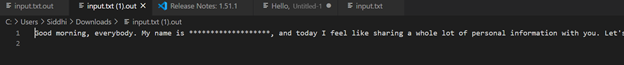 input.txt.out
input.txt (1).out
Release Notes: 1.51.1
Hello, Untitled-1
input.txt
C: > Users > Siddhi > Downloads > input.txt (1).out
1 Good morning, everybody. My name is *******************, and today I feel like sharing a whole lot of personal information with you. Let's
2